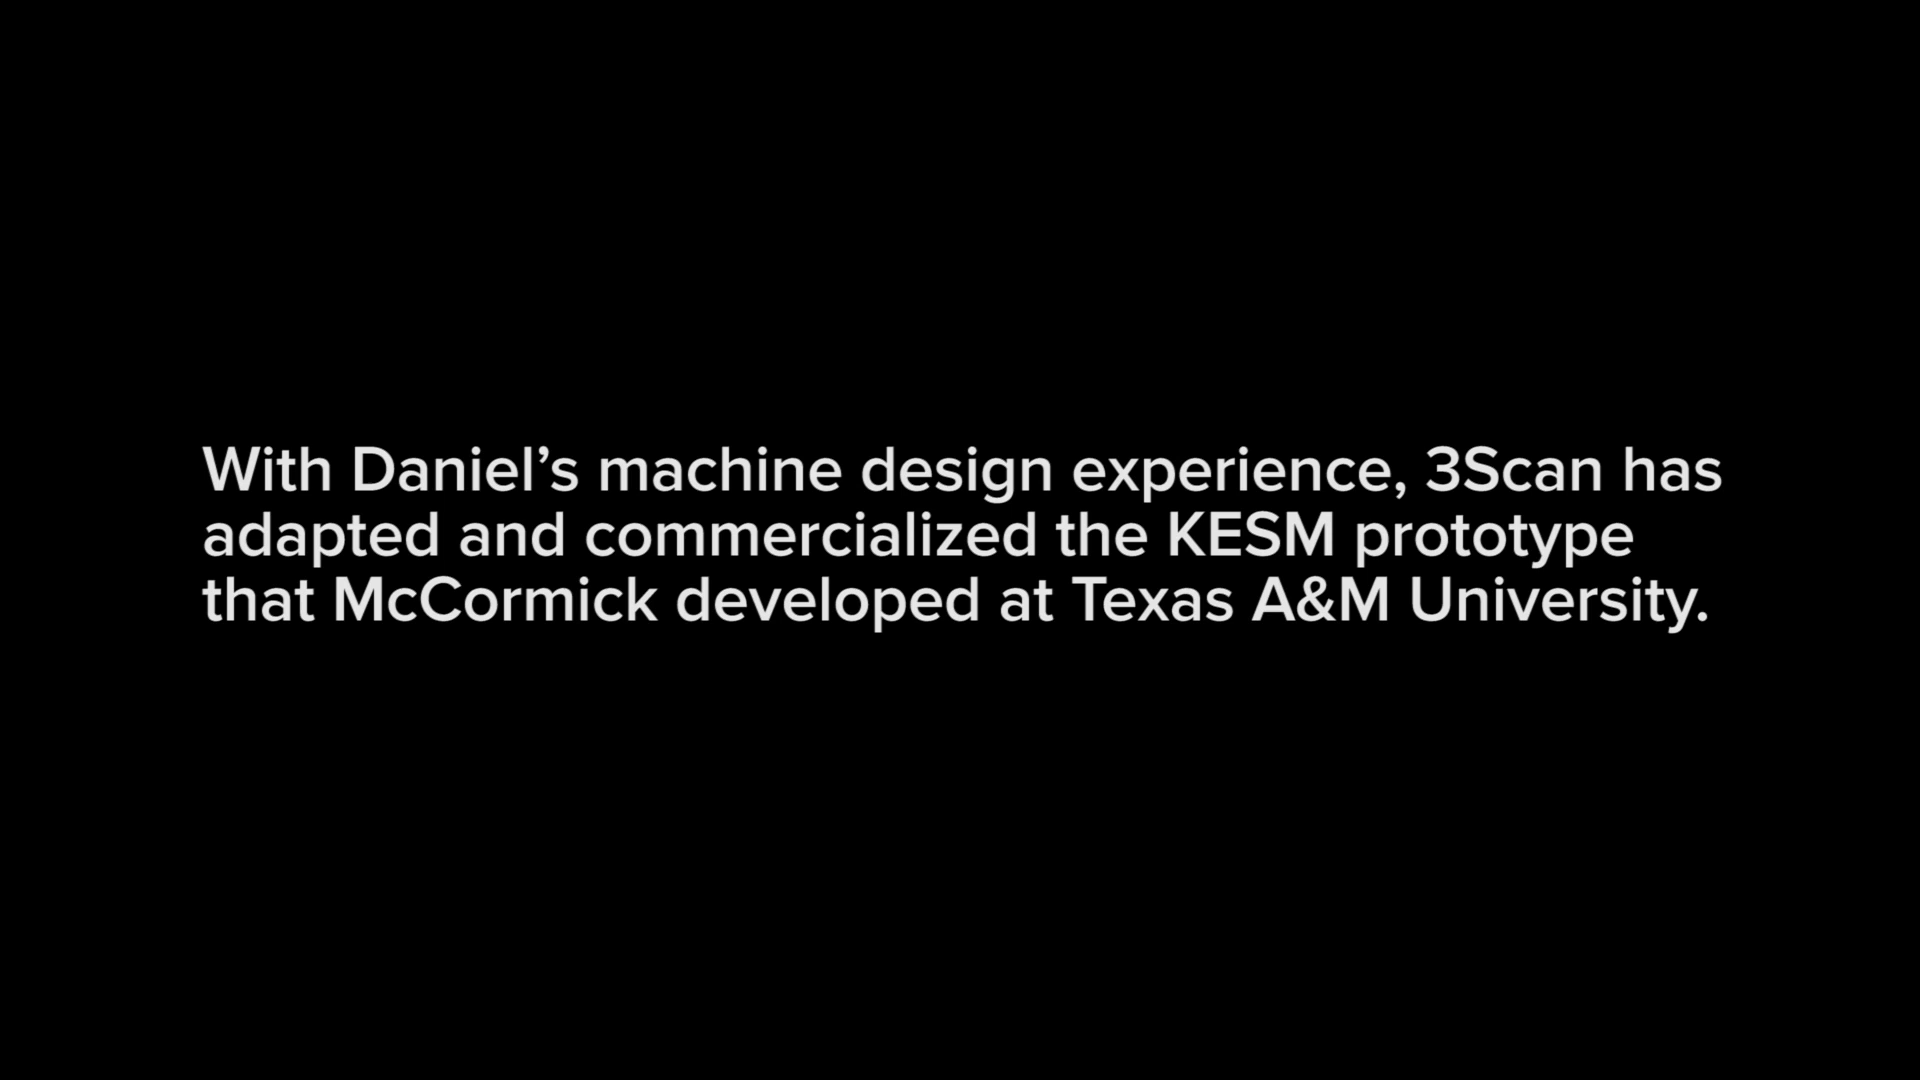 With Daniel’s machine design experience, 3Scan has
adapted and commercialized the KESM prototype
that McCormick developed at Texas A&M University.